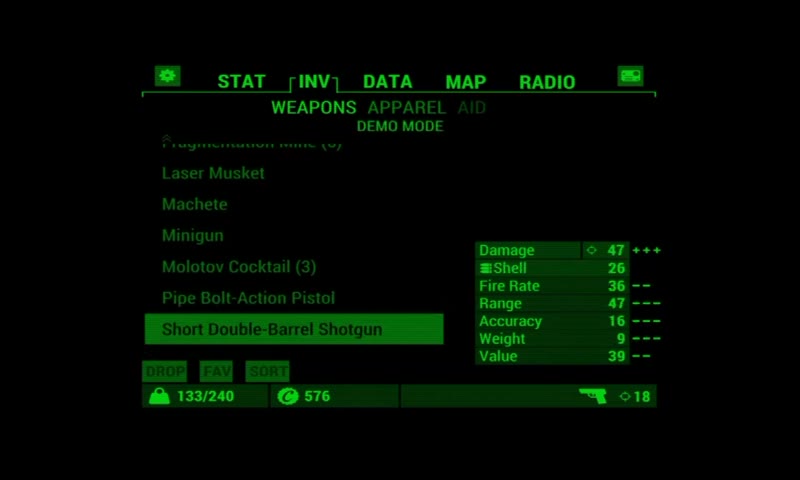 STAT INV DATA MAP RADIO
WEAPONS APPAREL AID
DEMO MODE
Fragmentation Mine
Laser Musket
Machete
Minigun
Molotov Cocktail (3)
Pipe Bolt-Action Pistol
Short Double-Barrel Shotgun
Damage 47 +++
Shell 26
Fire Rate 36 --
Range 47 ---
Accuracy 16 ---
Weight 9 ---
Value 39 --
DROP FAV SORT
133/240 576 18